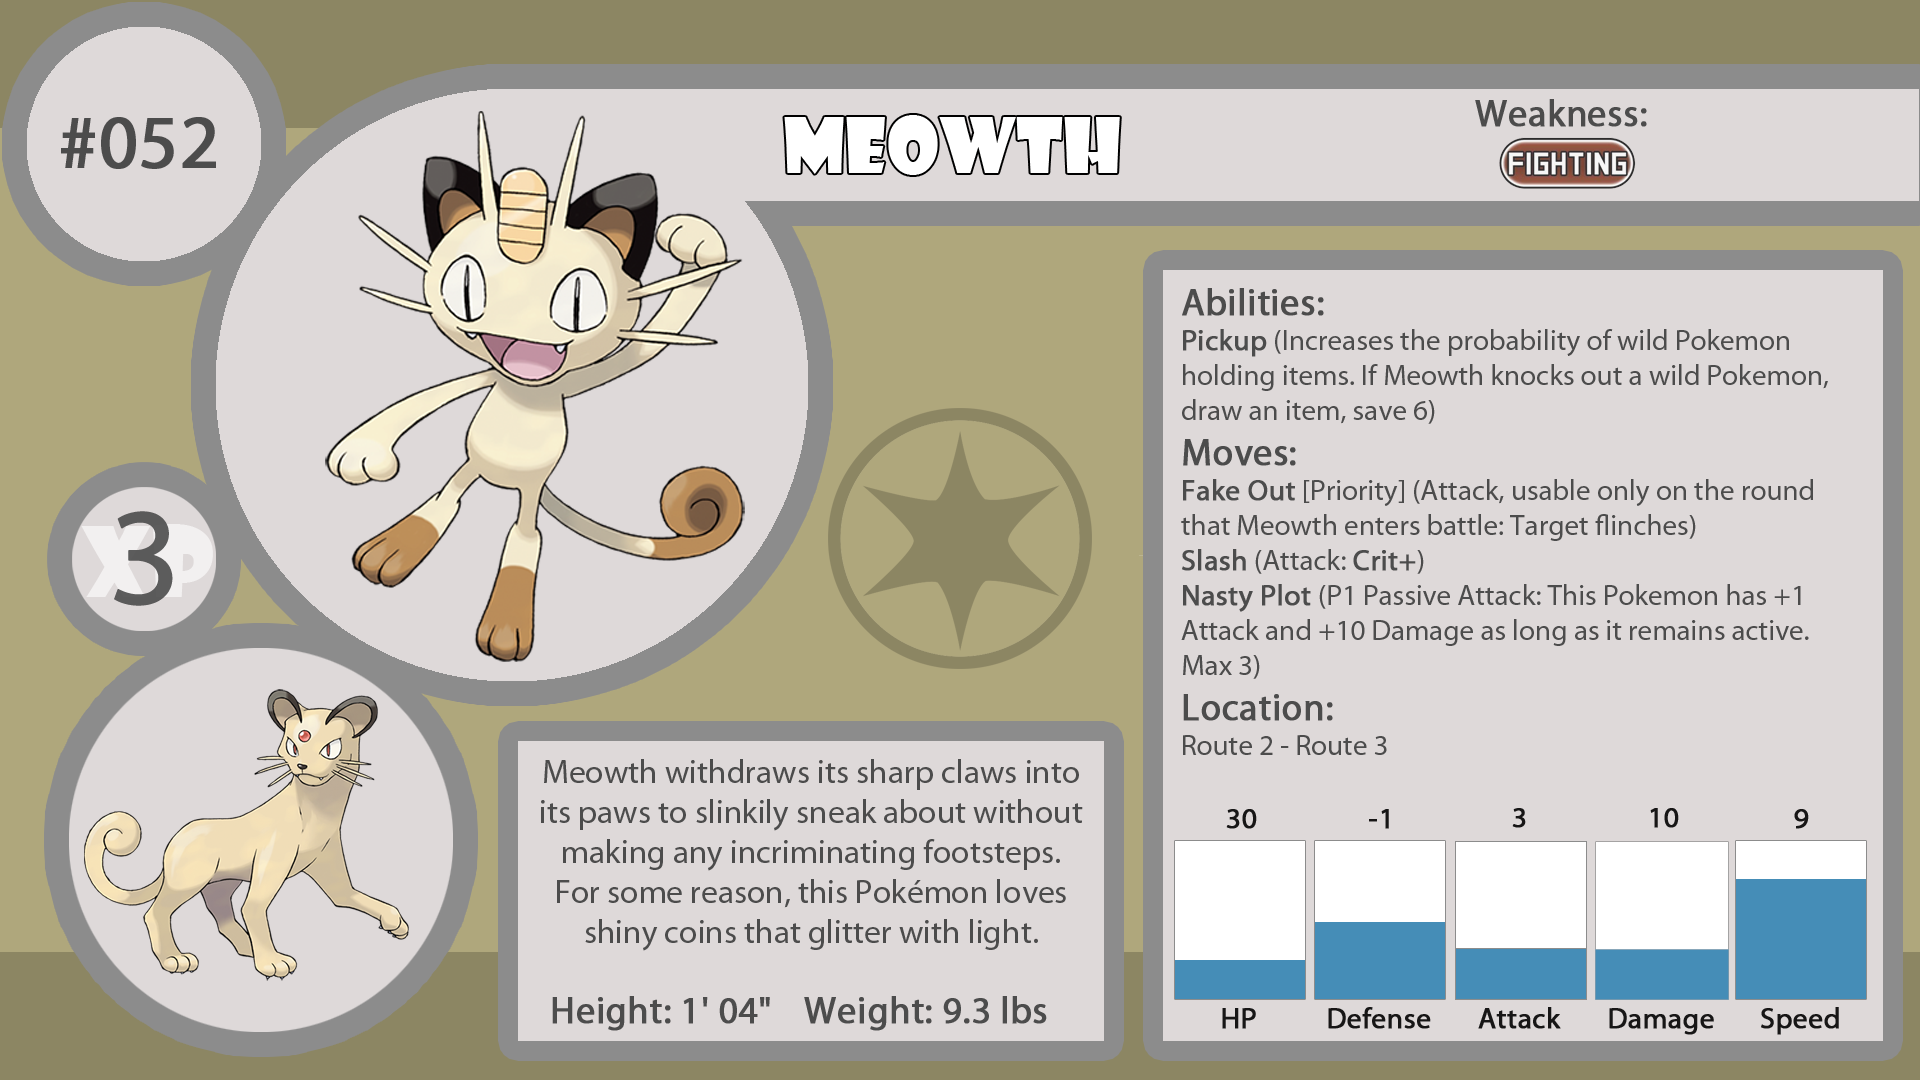 #052
MEOWTH
Weakness:
FIGHTING
XP
3
Abilities:
Pickup (Increases the probability of wild Pokemon
holding items. If Meowth knocks out a wild Pokemon,
draw an item, save 6)
Moves:
Fake Out [Priority] (Attack, usable only on the round
that Meowth enters battle: Target flinches)
Slash (Attack: Crit+)
Nasty Plot (P1 Passive Attack: This Pokemon has +1
Attack and +10 Damage as long as it remains active.
Max 3)
Location:
Route 2 - Route 3
30 -1 3 10 9
HP Defense Attack Damage Speed
Meowth withdraws its sharp claws into
its paws to slinkily sneak about without
making any incriminating footsteps.
For some reason, this Pokémon loves
shiny coins that glitter with light.
Height: 1' 04" Weight: 9.3 lbs